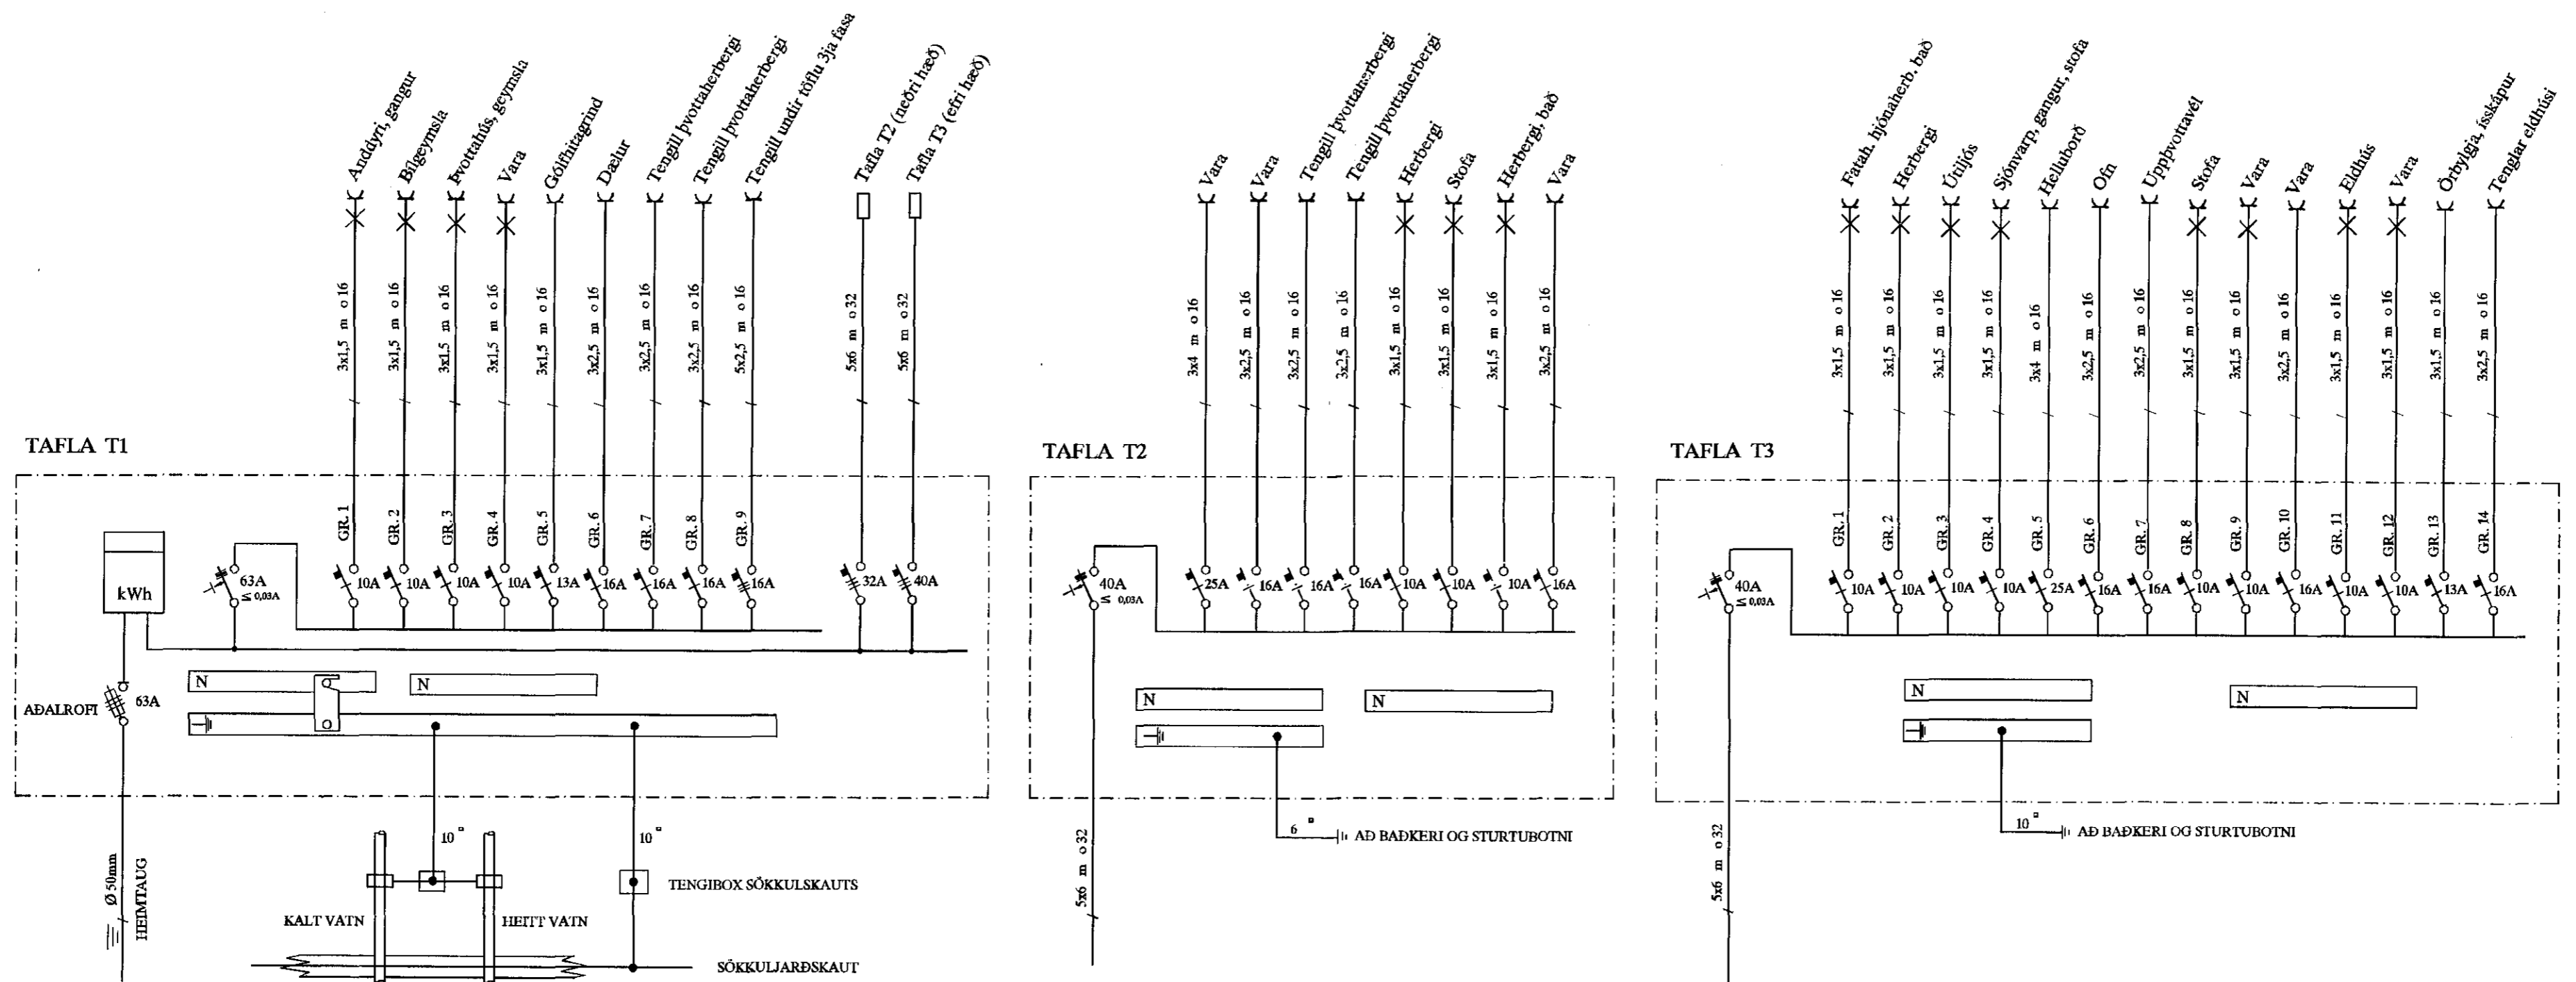 TAFLA T1
Anddyri, gangur
Bílgeymsla
Þvottahús, geymsla
Vara
Gólfhitagrind
Dælur
Tengill þvottaherbergi
Tengill þvottaherbergi
Tengill undir töflu 3ja fasa
Tafla T2 (neðri hæð)
Tafla T3 (efri hæð)
3x1,5 m o 16
3x1,5 m o 16
3x1,5 m o 16
3x1,5 m o 16
3x1,5 m o 16
3x2,5 m o 16
3x2,5 m o 16
3x2,5 m o 16
5x2,5 m o 16
5x6 m o 32
5x6 m o 32
GR. 1
GR. 2
GR. 3
GR. 4
GR. 5
GR. 6
GR. 7
GR. 8
GR. 9
kWh
63A
≤ 0,03A
10A
10A
10A
10A
13A
16A
16A
16A
16A
32A
40A
N
N
AÐALROFI
63A
10
10
Ø 50mm
HEIMTAUG
TENGIBOX SÖKKULSKAUTS
KALT VATN
HEITT VATN
SÖKKULJARÐSKAUT
TAFLA T2
Vara
Vara
Tengill þvottaherbergi
Tengill þvottaherbergi
Herbergi
Stofa
Herbergi, bað
Vara
3x4 m o 16
3x2,5 m o 16
3x2,5 m o 16
3x2,5 m o 16
3x1,5 m o 16
3x1,5 m o 16
3x1,5 m o 16
3x2,5 m o 16
40A
≤ 0,03A
25A
16A
16A
16A
10A
10A
10A
16A
N
N
6
AÐ BAÐKERI OG STURTUBOTNI
5x6 m o 32
TAFLA T3
Fatah. hjónaherb. bað
Herbergi
Útiljós
Sjónvarp, gangur, stofa
Helluborð
Ofn
Uppþvottavél
Stofa
Vara
Vara
Eldhús
Vara
Örbylgja, ísskápur
Tenglar eldhúsi
3x1,5 m o 16
3x1,5 m o 16
3x1,5 m o 16
3x1,5 m o 16
3x4 m o 16
3x2,5 m o 16
3x2,5 m o 16
3x1,5 m o 16
3x1,5 m o 16
3x2,5 m o 16
3x1,5 m o 16
3x1,5 m o 16
3x1,5 m o 16
3x2,5 m o 16
GR. 1
GR. 2
GR. 3
GR. 4
GR. 5
GR. 6
GR. 7
GR. 8
GR. 9
GR. 10
GR. 11
GR. 12
GR. 13
GR. 14
40A
≤ 0,03A
10A
10A
10A
10A
25A
16A
16A
10A
10A
16A
10A
10A
13A
16A
N
N
10
AÐ BAÐKERI OG STURTUBOTNI
5x6 m o 32